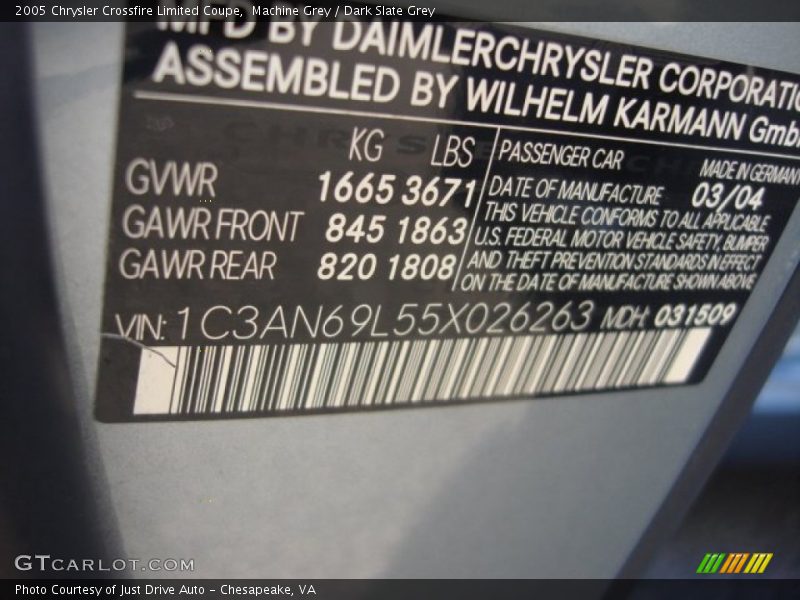 2005 Chrysler Crossfire Limited Coupe, Machine Grey / Dark Slate Grey
MFD BY DAIMLERCHRYSLER CORPORATIO
ASSEMBLED BY WILHELM KARMANN Gmb
KG LBS
GVWR 1665 3671
GAWR FRONT 845 1863
GAWR REAR 820 1808
PASSENGER CAR MADE IN GERMANY
DATE OF MANUFACTURE 03/04
THIS VEHICLE CONFORMS TO ALL APPLICABLE
U.S. FEDERAL MOTOR VEHICLE SAFETY, BUMPER
AND THEFT PREVENTION STANDARDS IN EFFECT
ON THE DATE OF MANUFACTURE SHOWN ABOVE
VIN: 1C3AN69L55X026263 MDH: 031509
GTCARLOT.COM
Photo Courtesy of Just Drive Auto - Chesapeake, VA